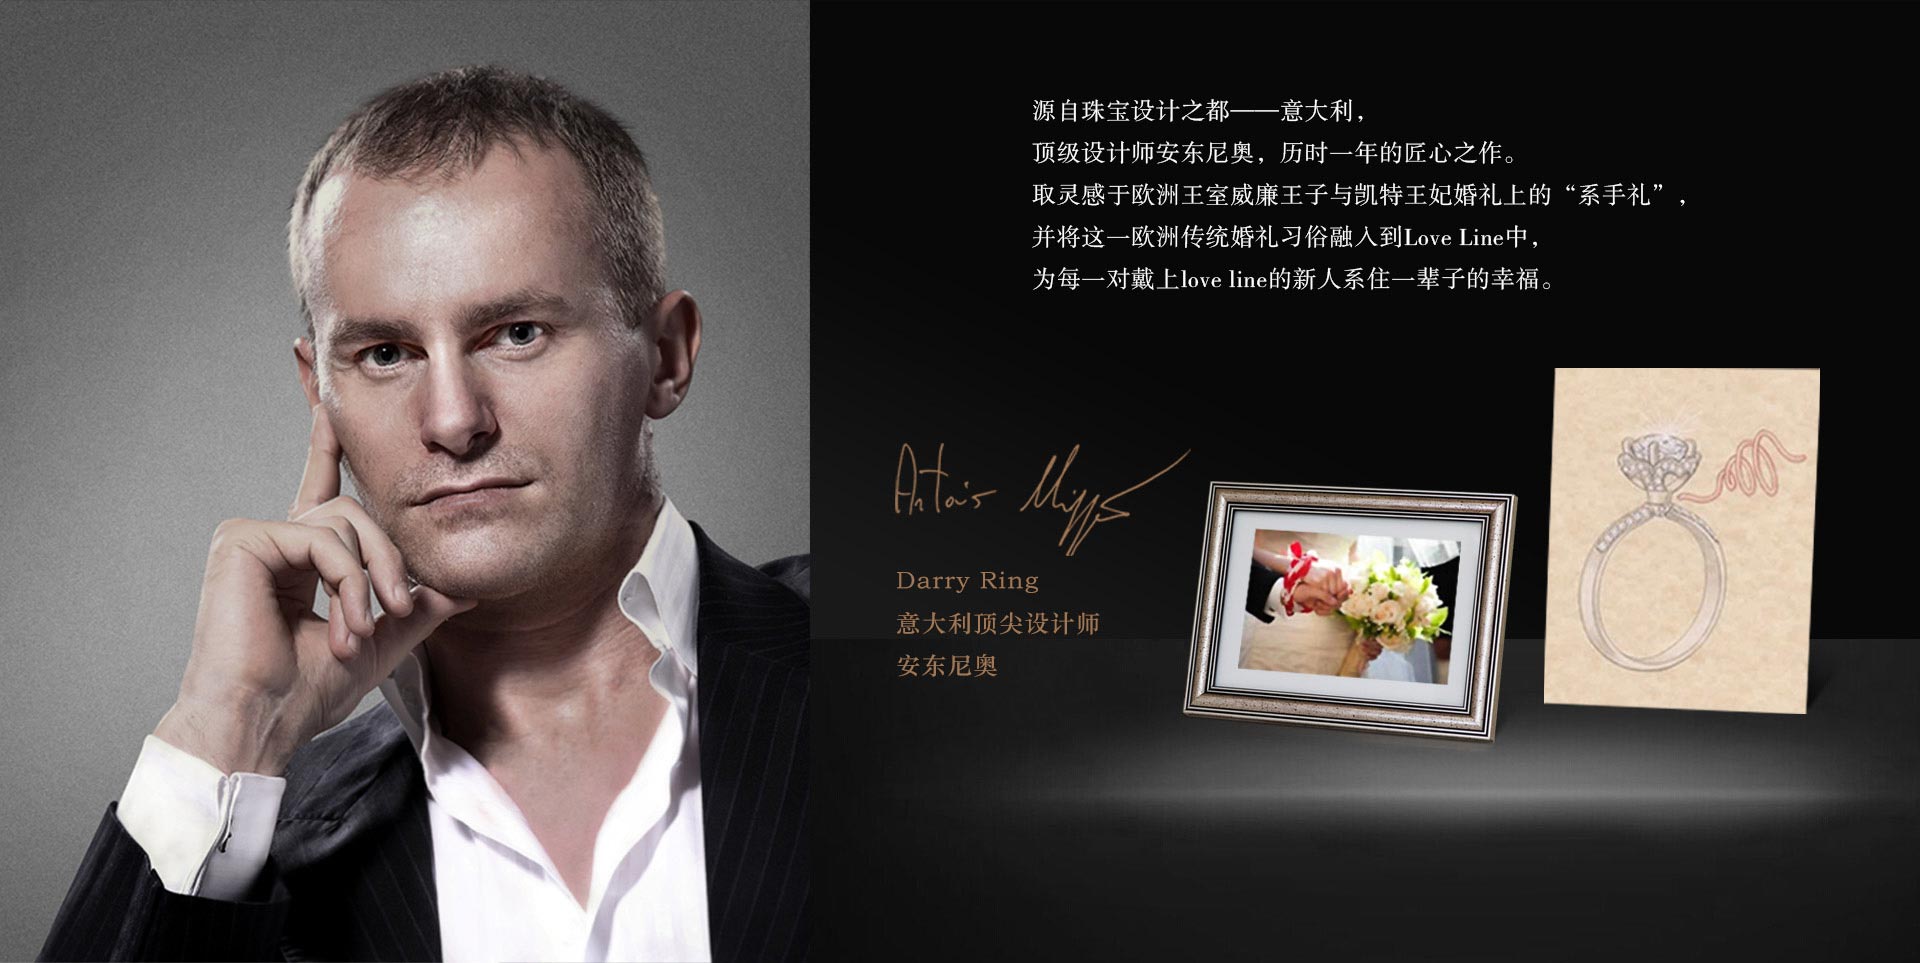 源自珠宝设计之都——意大利，
顶级设计师安东尼奥，历时一年的匠心之作。
取灵感于欧洲王室威廉王子与凯特王妃婚礼上的“系手礼”，
并将这一欧洲传统婚礼习俗融入到Love Line中，
为每一对戴上love line的新人系住一辈子的幸福。
Darry Ring
意大利顶尖设计师
安东尼奥